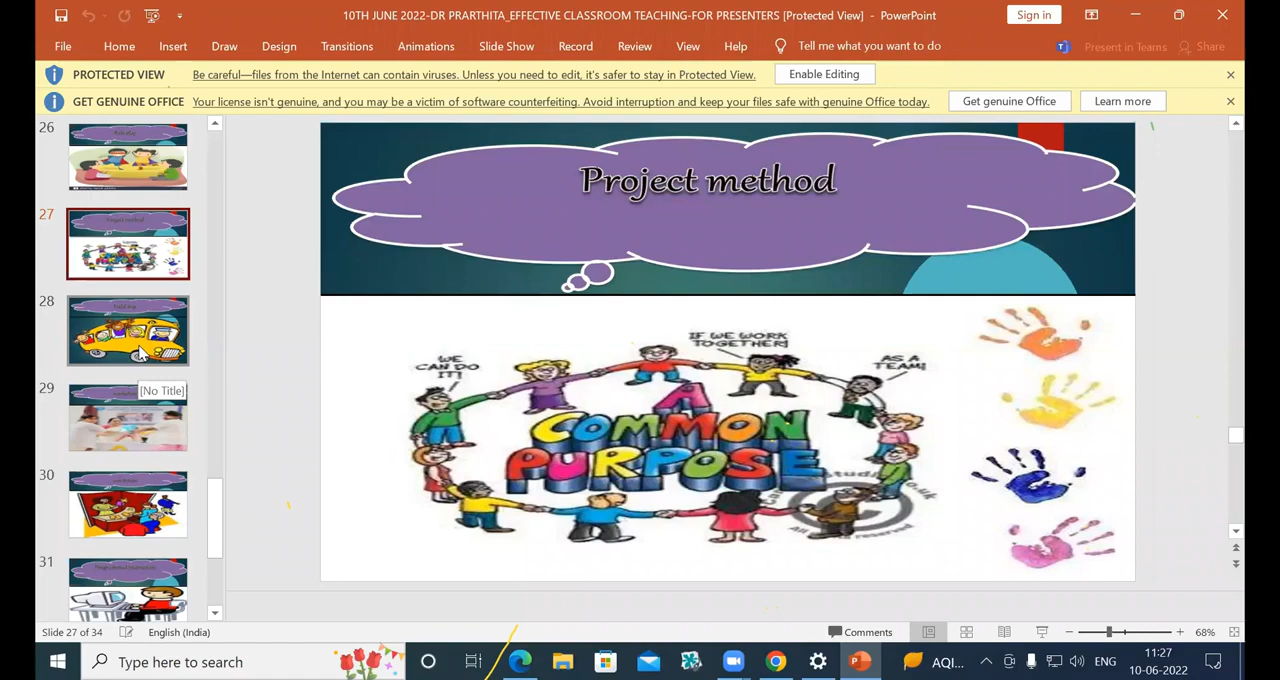 10TH JUNE 2022-DR PRARTHITA_EFFECTIVE CLASSROOM TEACHING-FOR PRESENTERS [Protected View] - PowerPoint
Sign in
File Home Insert Draw Design Transitions Animations Slide Show Record Review View Help Tell me what you want to do Present in Teams Share
PROTECTED VIEW Be careful—files from the Internet can contain viruses. Unless you need to edit, it's safer to stay in Protected View. Enable Editing
GET GENUINE OFFICE Your license isn't genuine, and you may be a victim of software counterfeiting. Avoid interruption and keep your files safe with genuine Office today. Get genuine Office Learn more
26
27
Project method
28
Field trip
29
[No Title]
30
31
Project method
WE CAN DO IT!
IF WE WORK TOGETHER!
AS A TEAM!
A
COMMON
PURPOSE
Slide 27 of 34 English (India) Comments 68%
Type here to search
AQI... ENG
11:27
10-06-2022